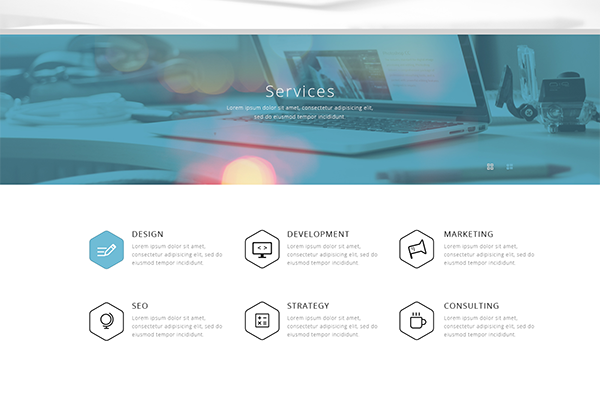 Services
Lorem ipsum dolor sit amet, consectetur adipisicing elit,
sed do eiusmod tempor incididunt
DESIGN
Lorem ipsum dolor sit amet,
consectetur adipisicing elit, sed do
eiusmod tempor incididunt.
DEVELOPMENT
Lorem ipsum dolor sit amet,
consectetur adipisicing elit, sed do
eiusmod tempor incididunt.
MARKETING
Lorem ipsum dolor sit amet,
consectetur adipisicing elit, sed do
eiusmod tempor incididunt.
SEO
Lorem ipsum dolor sit amet,
consectetur adipisicing elit, sed do
eiusmod tempor incididunt.
STRATEGY
Lorem ipsum dolor sit amet,
consectetur adipisicing elit, sed do
eiusmod tempor incididunt.
CONSULTING
Lorem ipsum dolor sit amet,
consectetur adipisicing elit, sed do
eiusmod tempor incididunt.